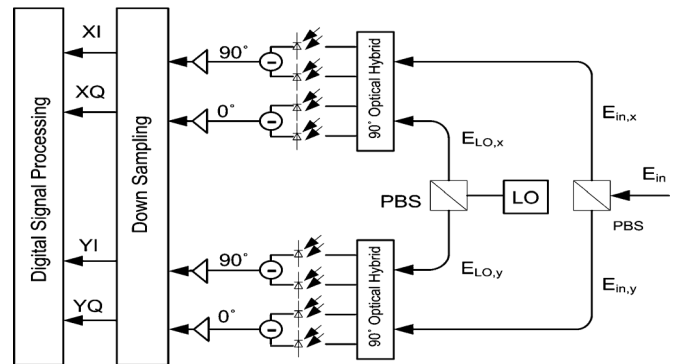 Digital Signal Processing
XI
XQ
YI
YQ
Down Sampling
90°
0°
90°
0°
90° Optical Hybrid
90° Optical Hybrid
E_LO,x
E_LO,y
PBS
LO
E_in,x
E_in
PBS
E_in,y